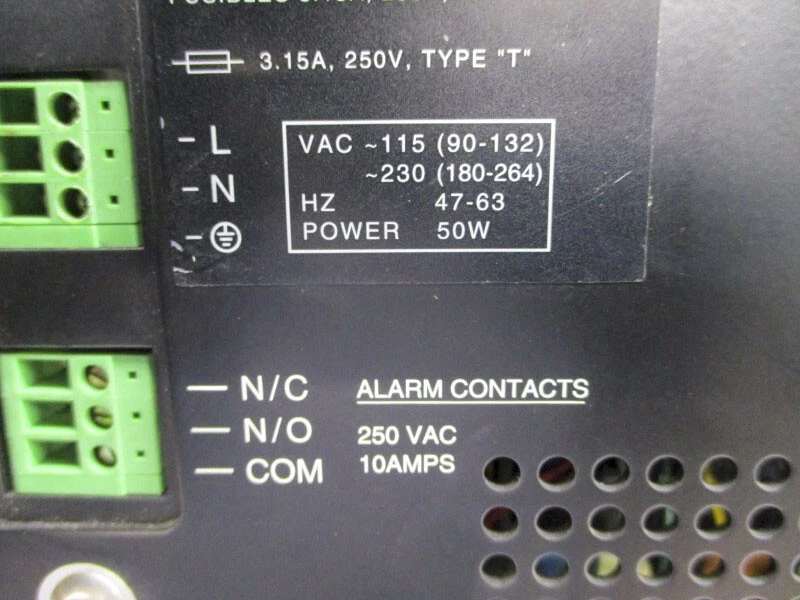 3.15A, 250V, TYPE "T"
L
N
VAC ~115 (90-132)
~230 (180-264)
HZ 47-63
POWER 50W
N/C ALARM CONTACTS
N/O 250 VAC
COM 10AMPS